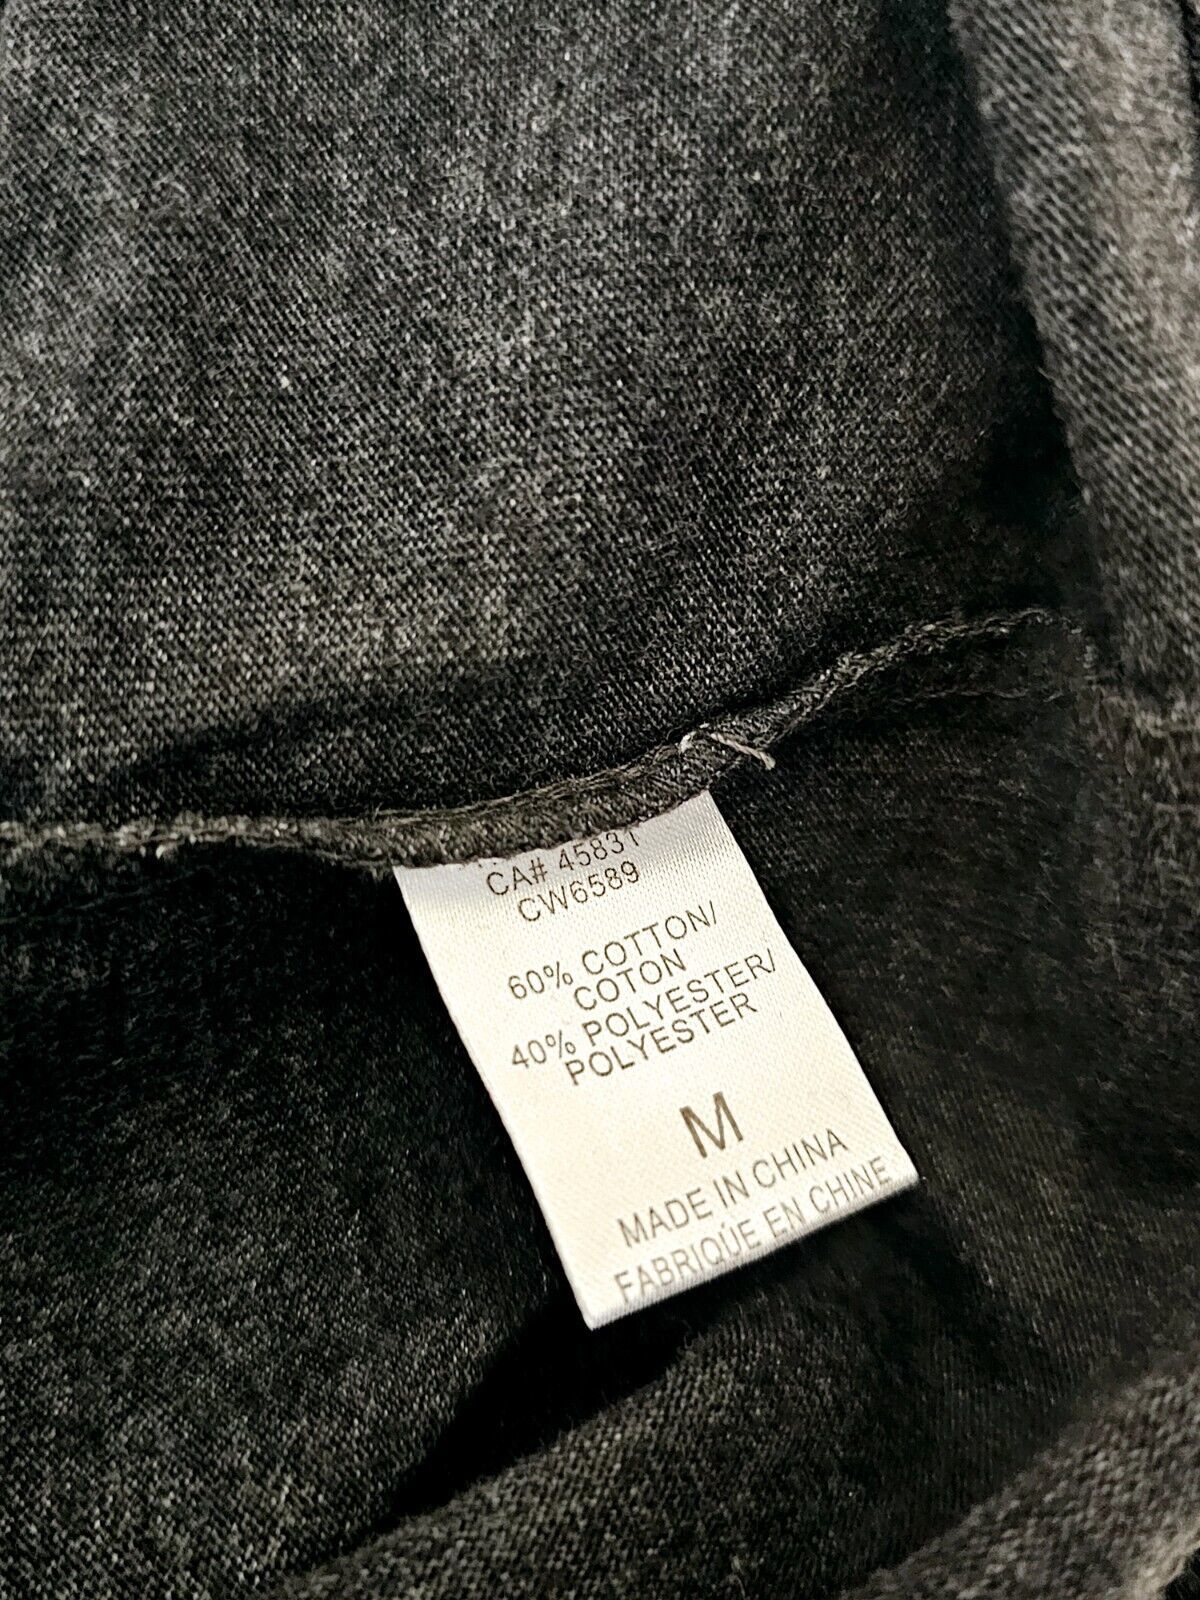 CA# 45831
CW6589
60% COTTON/
COTON
40% POLYESTER/
POLYESTER
M
MADE IN CHINA
FABRIQUÉ EN CHINE